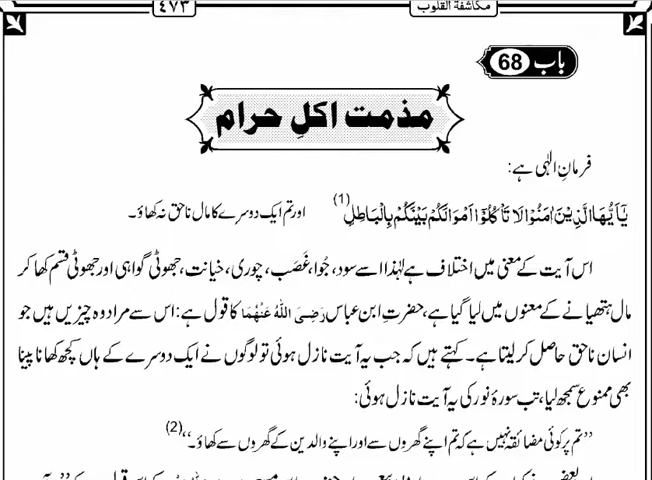 مکاشفۃ القلوب ٤٧٣
باب 68
مذمت اکلِ حرام
فرمانِ الٰہی ہے:
یٰۤاَیُّهَا الَّذِیْنَ اٰمَنُوْا لَا تَاْكُلُوْۤا اَمْوَالَكُمْ بَیْنَكُمْ بِالْبَاطِلِ (1) اور تم ایک دوسرے کا مال ناحق نہ کھاؤ۔
اس آیت کے معنی میں اختلاف ہے لہٰذا اسے سود، جُوا، غَصَب، چوری، خیانت، جھوٹی گواہی اور جھوٹی قسم کھا کر
مال ہتھیانے کے معنوں میں لیا گیا ہے، حضرتِ ابن عباس رَضِیَ اللّٰہُ عَنْہُمَا کا قول ہے: اس سے مراد وہ چیزیں ہیں جو
انسان ناحق حاصل کر لیتا ہے۔ کہتے ہیں کہ جب یہ آیت نازل ہوئی تو لوگوں نے ایک دوسرے کے ہاں کچھ کھانا پینا
بھی ممنوع سمجھ لیا، تب سورۂ نور کی یہ آیت نازل ہوئی:
’’تم پر کوئی مضائقہ نہیں ہے کہ تم اپنے گھروں سے اور اپنے والدین کے گھروں سے کھاؤ۔‘‘ (2)